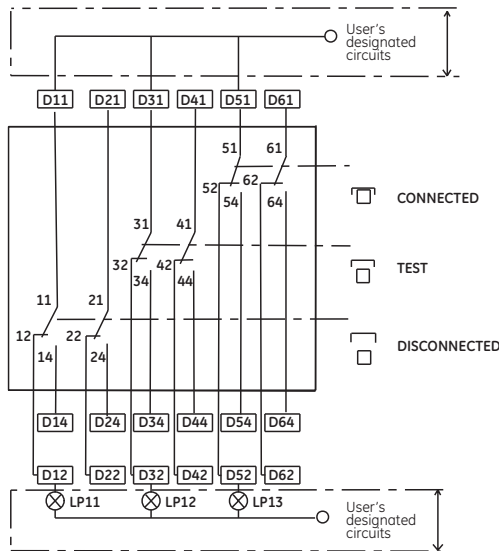 User's
designated
circuits
D11 D21 D31 D41 D51 D61
51 61
52 62
54 64
CONNECTED
31 41
32 42
34 44
TEST
11 21
12 22
14 24
DISCONNECTED
D14 D24 D34 D44 D54 D64
D12 D22 D32 D42 D52 D62
LP11 LP12 LP13
User's
designated
circuits